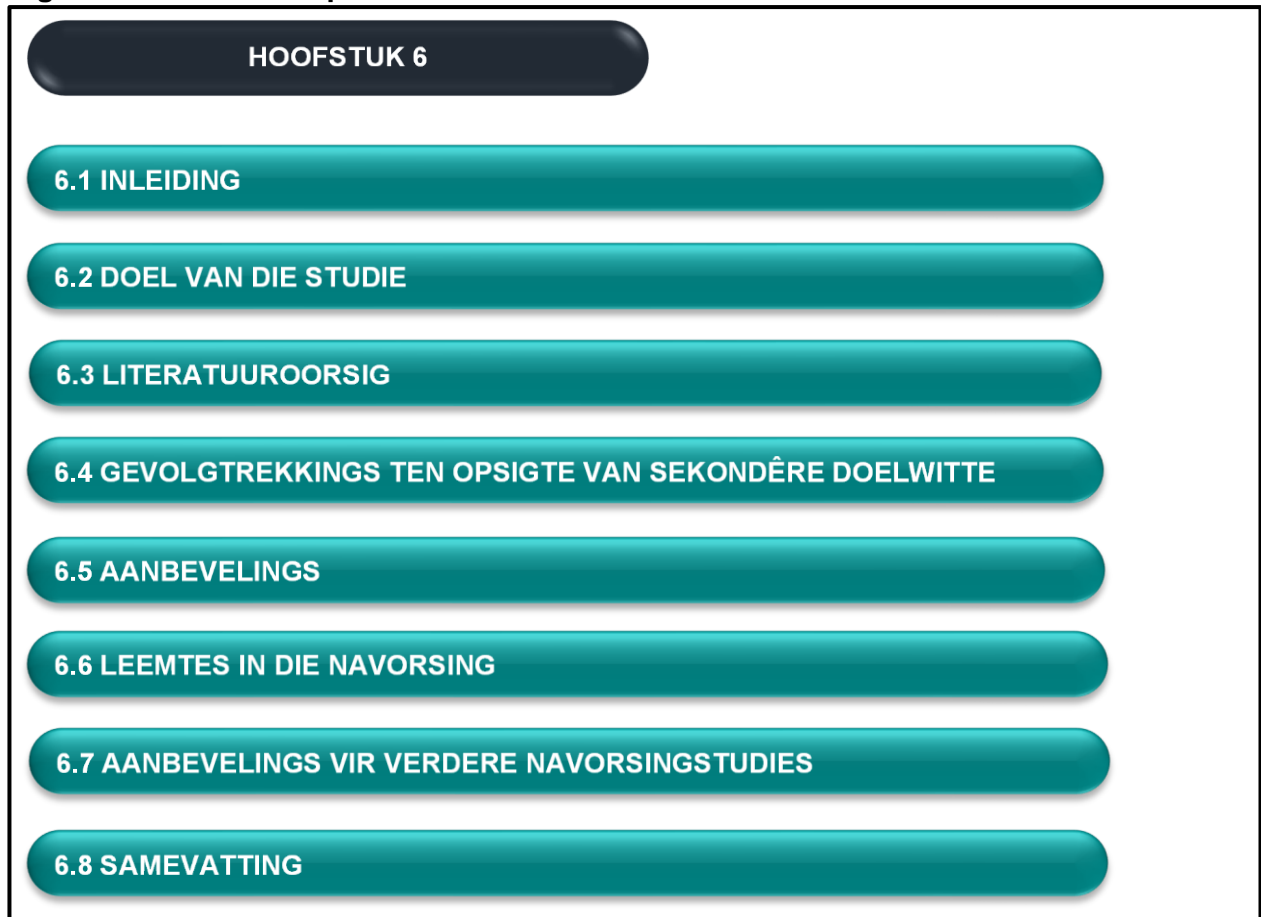 HOOFSTUK 6
6.1 INLEIDING
6.2 DOEL VAN DIE STUDIE
6.3 LITERATUUROORSIG
6.4 GEVOLGTREKKINGS TEN OPSIGTE VAN SEKONDÊRE DOELWITTE
6.5 AANBEVELINGS
6.6 LEEMTES IN DIE NAVORSING
6.7 AANBEVELINGS VIR VERDERE NAVORSINGSTUDIES
6.8 SAMEVATTING